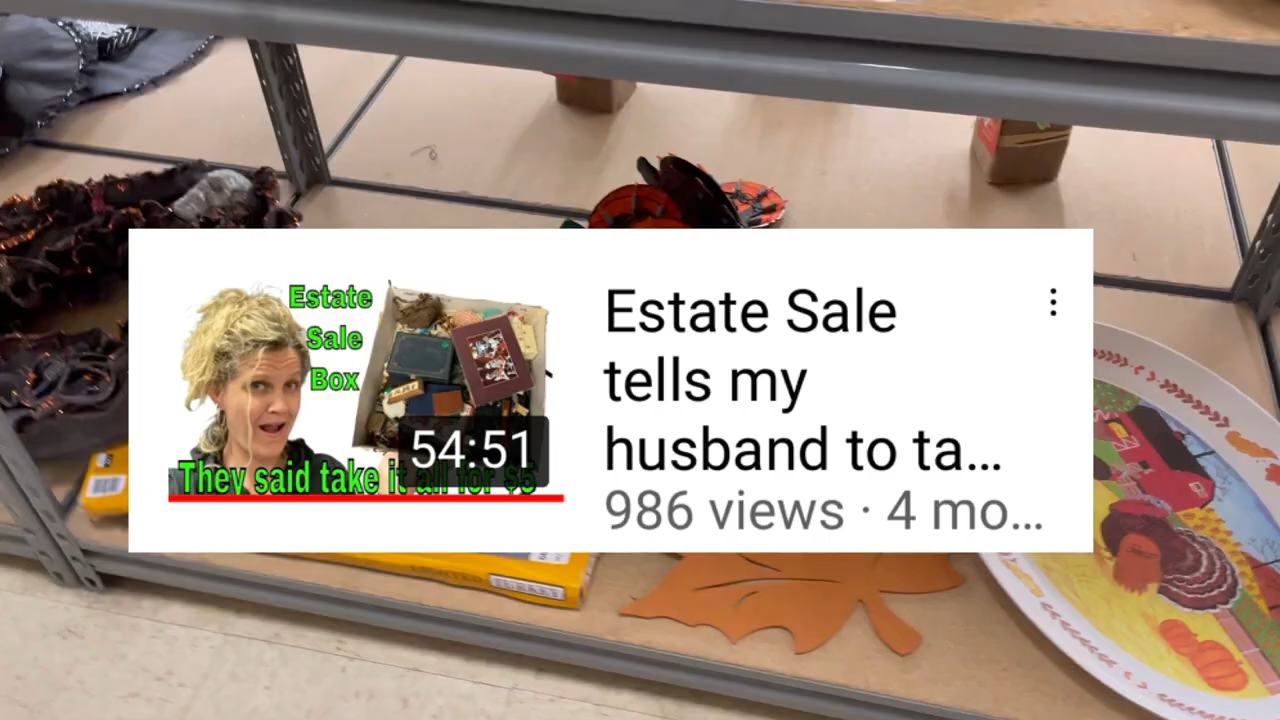 Estate
Sale
Box
54:51
They said take it all for $5
Estate Sale
tells my
husband to ta...
986 views · 4 mo...
TURKEY